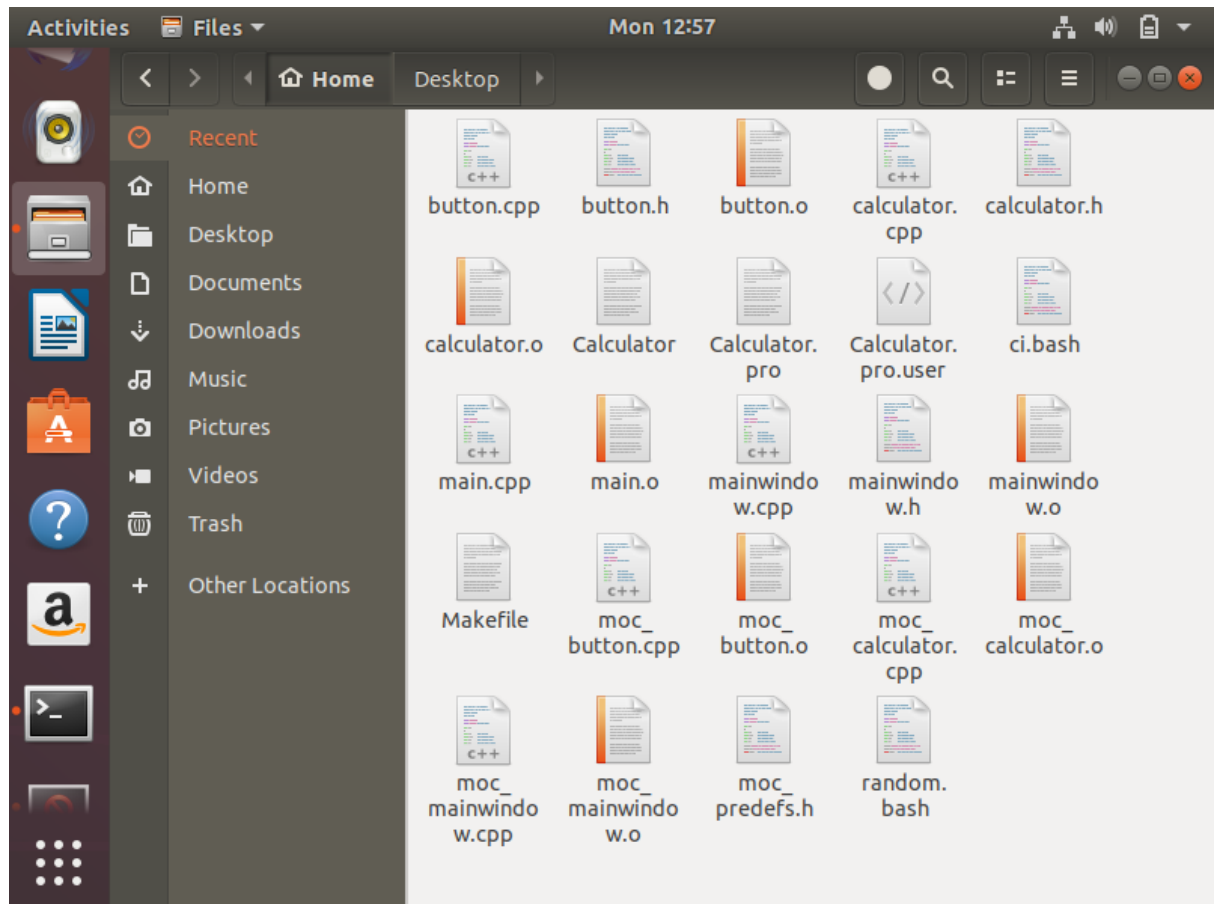 Activities Files Mon 12:57
Home Desktop
Recent
Home
Desktop
Documents
Downloads
Music
Pictures
Videos
Trash
Other Locations
C++
C++
button.cpp button.h button.o calculator. calculator.h
cpp
calculator.o Calculator Calculator. Calculator. ci.bash
pro pro.user
C++
C++
main.cpp main.o mainwindo mainwindo mainwindo
w.cpp w.h w.o
C++
C++
Makefile moc_ moc_ moc_ moc_
button.cpp button.o calculator. calculator.o
cpp
C++
moc_ moc_ moc_ random.
mainwindo mainwindo predefs.h bash
w.cpp w.o